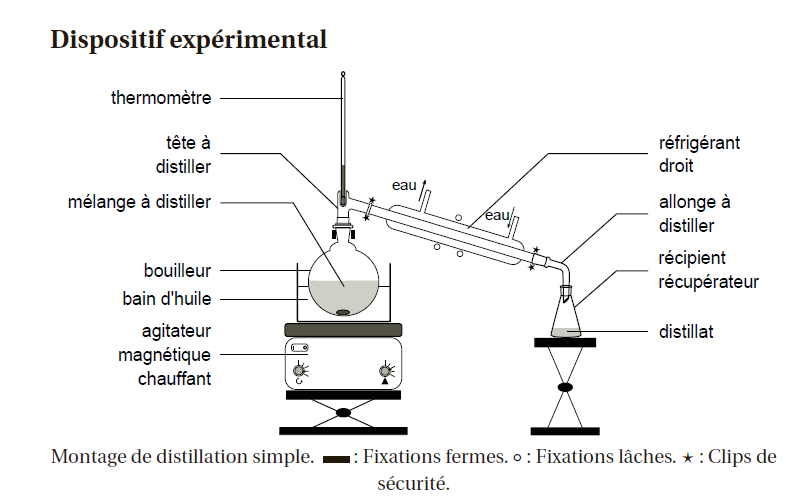 Dispositif expérimental
thermomètre
tête à
distiller
mélange à distiller
bouilleur
bain d'huile
agitateur
magnétique
chauffant
eau
eau
réfrigérant
droit
allonge à
distiller
récipient
récupérateur
distillat
Montage de distillation simple. ▬ : Fixations fermes. ∘ : Fixations lâches. ⋆ : Clips de
sécurité.